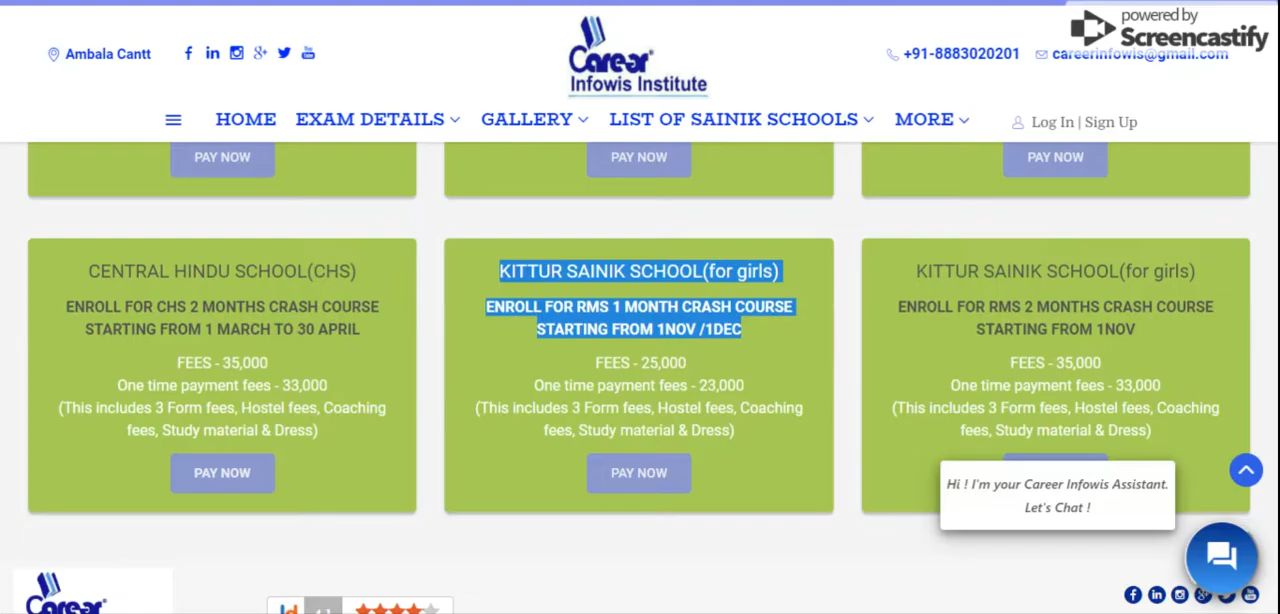 powered by
Screencastify
Ambala Cantt
+91-8883020201
careerinfowis@gmail.com
Carear
Infowis Institute
HOME
EXAM DETAILS
GALLERY
LIST OF SAINIK SCHOOLS
MORE
Log In | Sign Up
PAY NOW
PAY NOW
PAY NOW
CENTRAL HINDU SCHOOL(CHS)
ENROLL FOR CHS 2 MONTHS CRASH COURSE
STARTING FROM 1 MARCH TO 30 APRIL
FEES - 35,000
One time payment fees - 33,000
(This includes 3 Form fees, Hostel fees, Coaching
fees, Study material & Dress)
PAY NOW
KITTUR SAINIK SCHOOL(for girls)
ENROLL FOR RMS 1 MONTH CRASH COURSE
STARTING FROM 1NOV /1DEC
FEES - 25,000
One time payment fees - 23,000
(This includes 3 Form fees, Hostel fees, Coaching
fees, Study material & Dress)
PAY NOW
KITTUR SAINIK SCHOOL(for girls)
ENROLL FOR RMS 2 MONTHS CRASH COURSE
STARTING FROM 1NOV
FEES - 35,000
One time payment fees - 33,000
(This includes 3 Form fees, Hostel fees, Coaching
fees, Study material & Dress)
Hi ! I'm your Career Infowis Assistant.
Let's Chat !
Carear
Jd